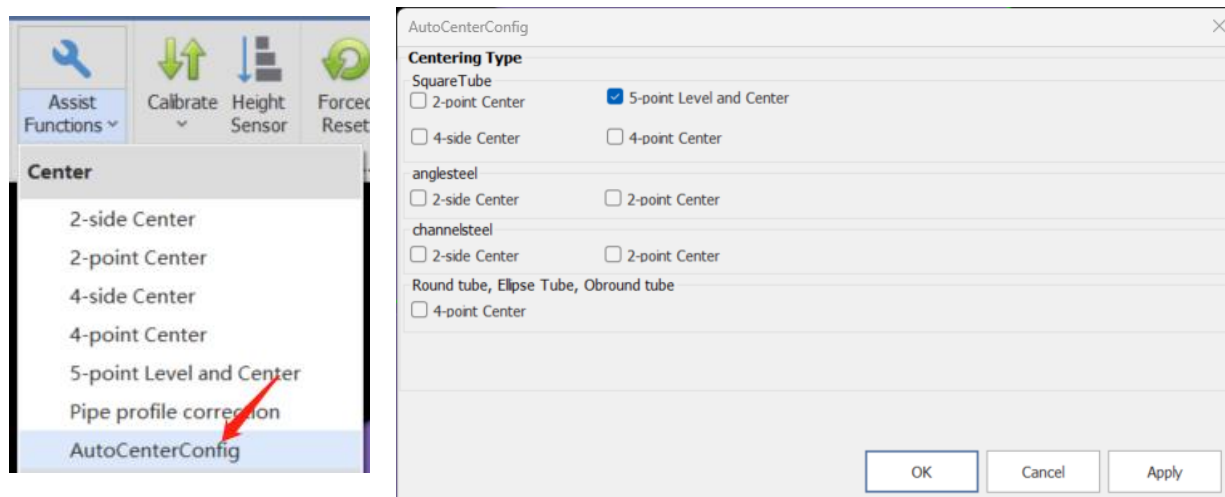 Assist
Functions
Calibrate
Height
Sensor
Forced
Reset
Center
2-side Center
2-point Center
4-side Center
4-point Center
5-point Level and Center
Pipe profile correction
AutoCenterConfig
AutoCenterConfig
Centering Type
SquareTube
2-point Center
5-point Level and Center
4-side Center
4-point Center
anglesteel
2-side Center
2-point Center
channelsteel
2-side Center
2-point Center
Round tube, Elipse Tube, Obround tube
4-point Center
OK
Cancel
Apply